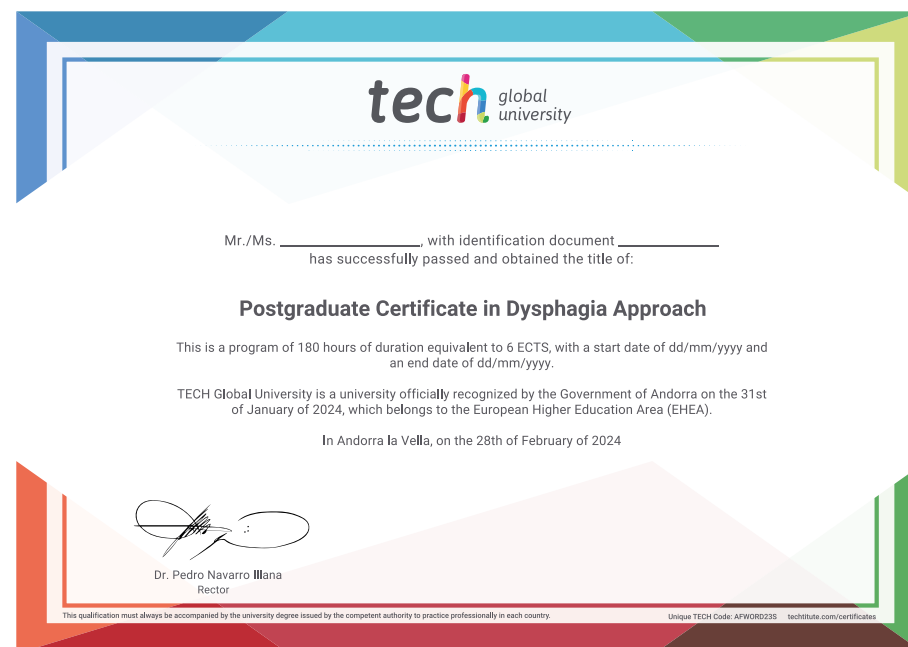 tech global
university
Mr./Ms. ____________, with identification document ____________
has successfully passed and obtained the title of:
Postgraduate Certificate in Dysphagia Approach
This is a program of 180 hours of duration equivalent to 6 ECTS, with a start date of dd/mm/yyyy and
an end date of dd/mm/yyyy.
TECH Global University is a university officially recognized by the Government of Andorra on the 31st
of January of 2024, which belongs to the European Higher Education Area (EHEA).
In Andorra la Vella, on the 28th of February of 2024
Dr. Pedro Navarro Illana
Rector
This qualification must always be accompanied by the university degree issued by the competent authority to practice professionally in each country.
Unique TECH Code: AFWORD23S techtitute.com/certificates